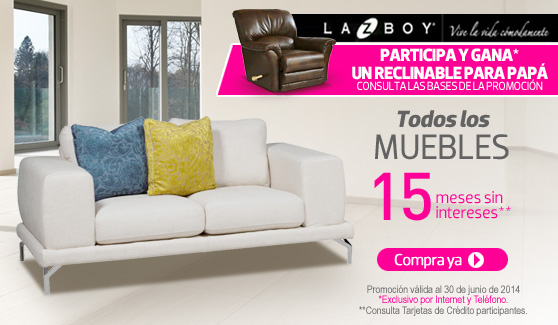 LAZBOY® Vive la vida cómodamente
PARTICIPA Y GANA*
UN RECLINABLE PARA PAPÁ
CONSULTA LAS BASES DE LA PROMOCIÓN
Todos los
MUEBLES
15 meses sin
intereses**
Compra ya
Promoción válida al 30 de junio de 2014
*Exclusivo por Internet y Teléfono.
**Consulta Tarjetas de Crédito participantes.